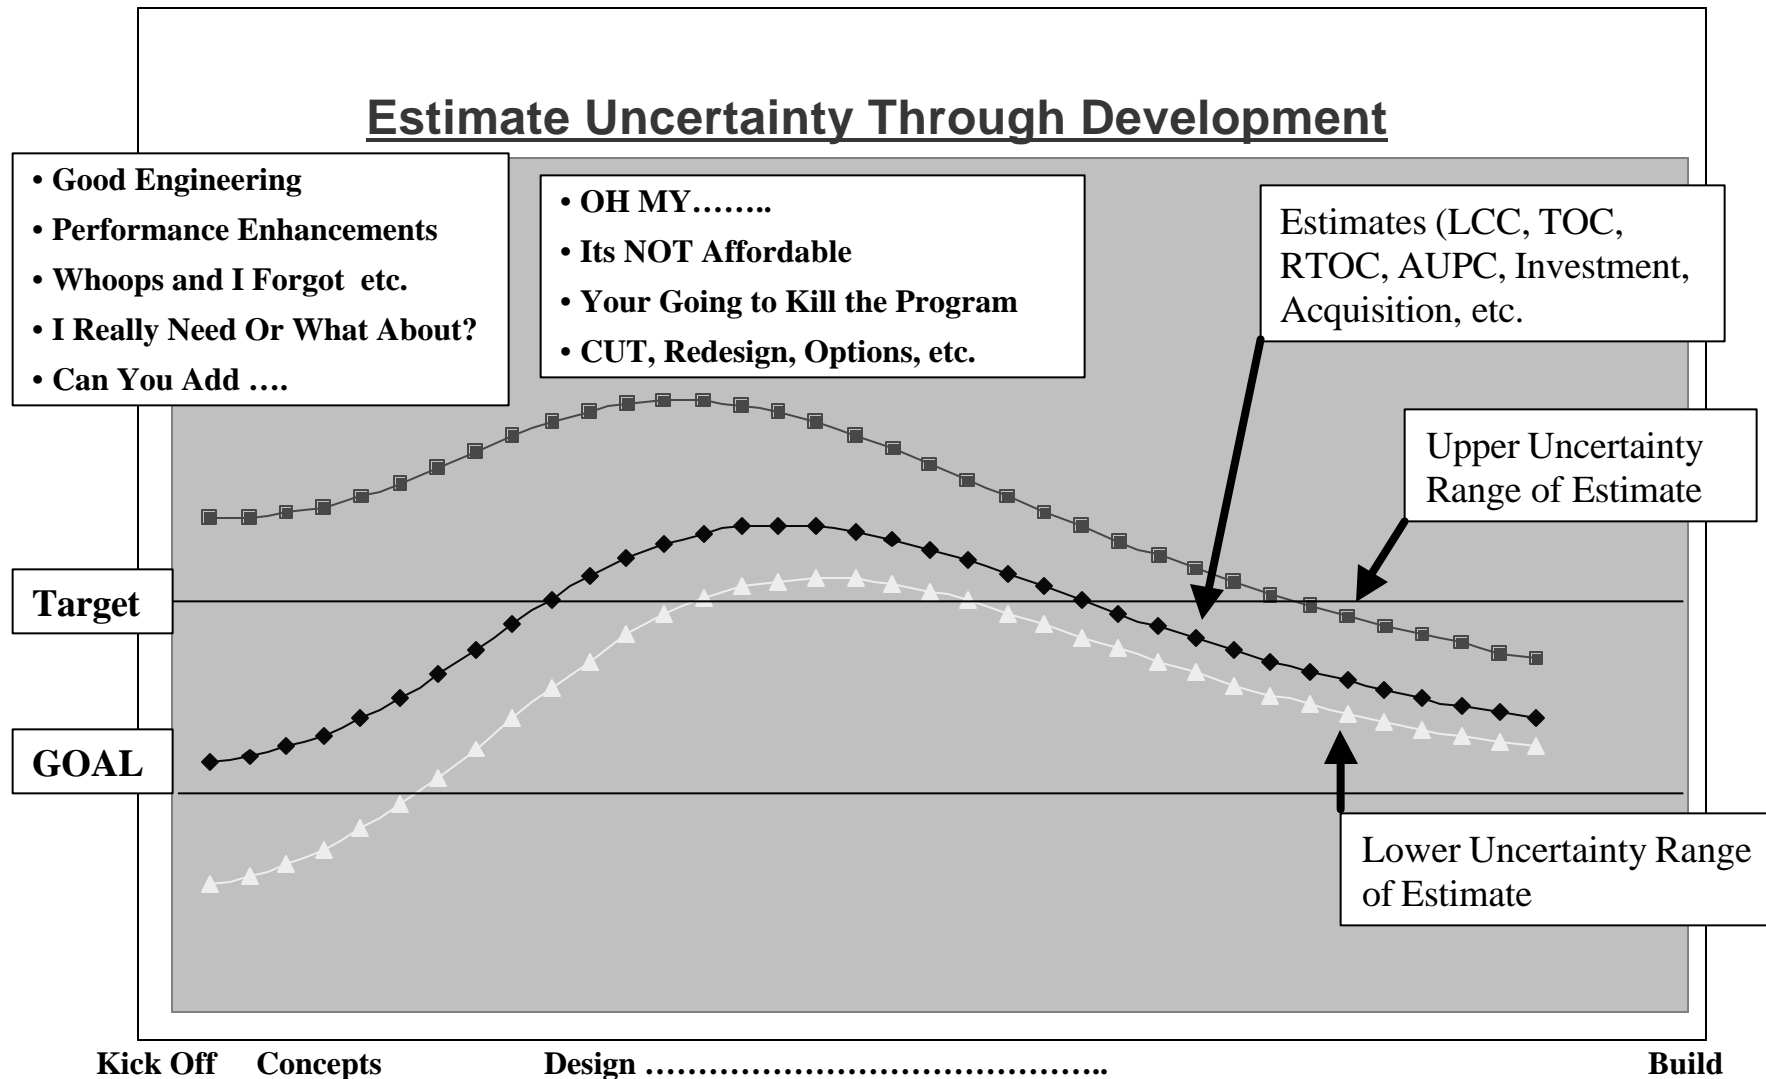 Estimate Uncertainty Through Development
• Good Engineering
• Performance Enhancements
• Whoops and I Forgot  etc.
• I Really Need Or What About?
• Can You Add ….
• OH MY……..
• Its NOT Affordable
• Your Going to Kill the Program
• CUT, Redesign, Options, etc.
Estimates (LCC, TOC,
RTOC, AUPC, Investment,
Acquisition, etc.
Upper Uncertainty
Range of Estimate
Target
GOAL
Lower Uncertainty Range
of Estimate
Kick Off Concepts Design …………………………………….. Build